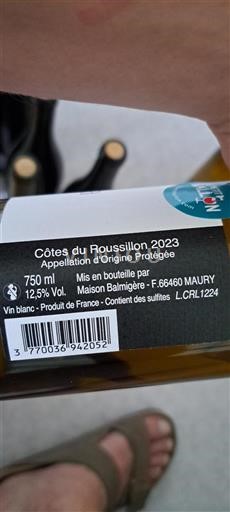 Côtes du Roussillon 2023
Appellation d'Origine Protégée
750 ml
12,5% Vol.
Mis en bouteille par
Maison Balmigère - F.66460 MAURY
Vin blanc - Produit de France - Contient des sulfites L.CRL1224
3 770036 942052